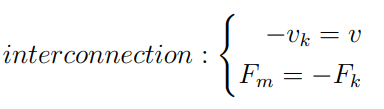 interconnection : { -v_k = v
F_m = -F_k